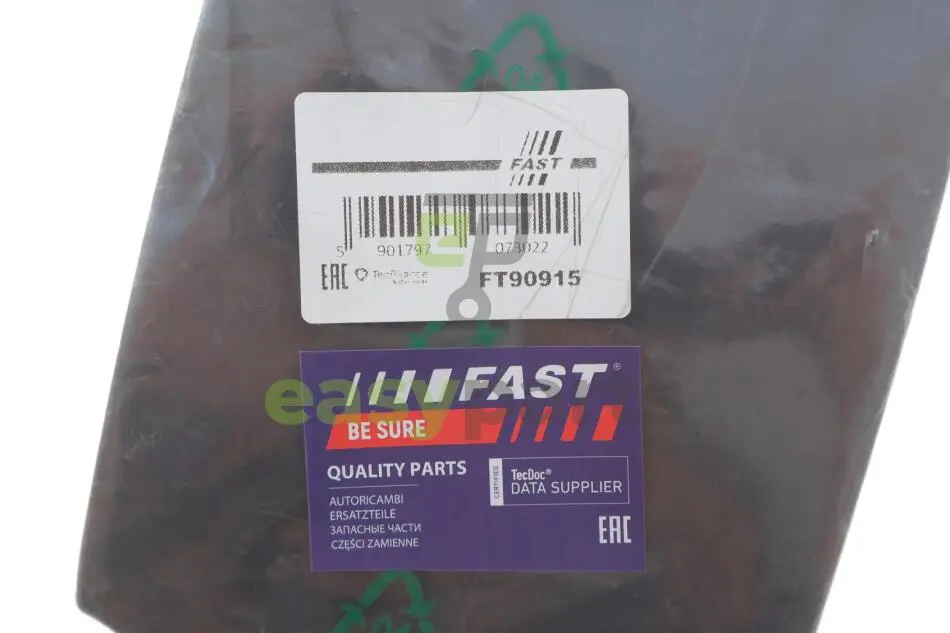 FAST
5 901797 073022
EAC TecAlliance
FT90915
FAST®
easy
BE SURE
QUALITY PARTS
AUTORICAMBI
ERSATZTEILE
ЗАПАСНЫЕ ЧАСТИ
CZĘŚCI ZAMIENNE
CERTIFIED
TecDoc®
DATA SUPPLIER
EAC